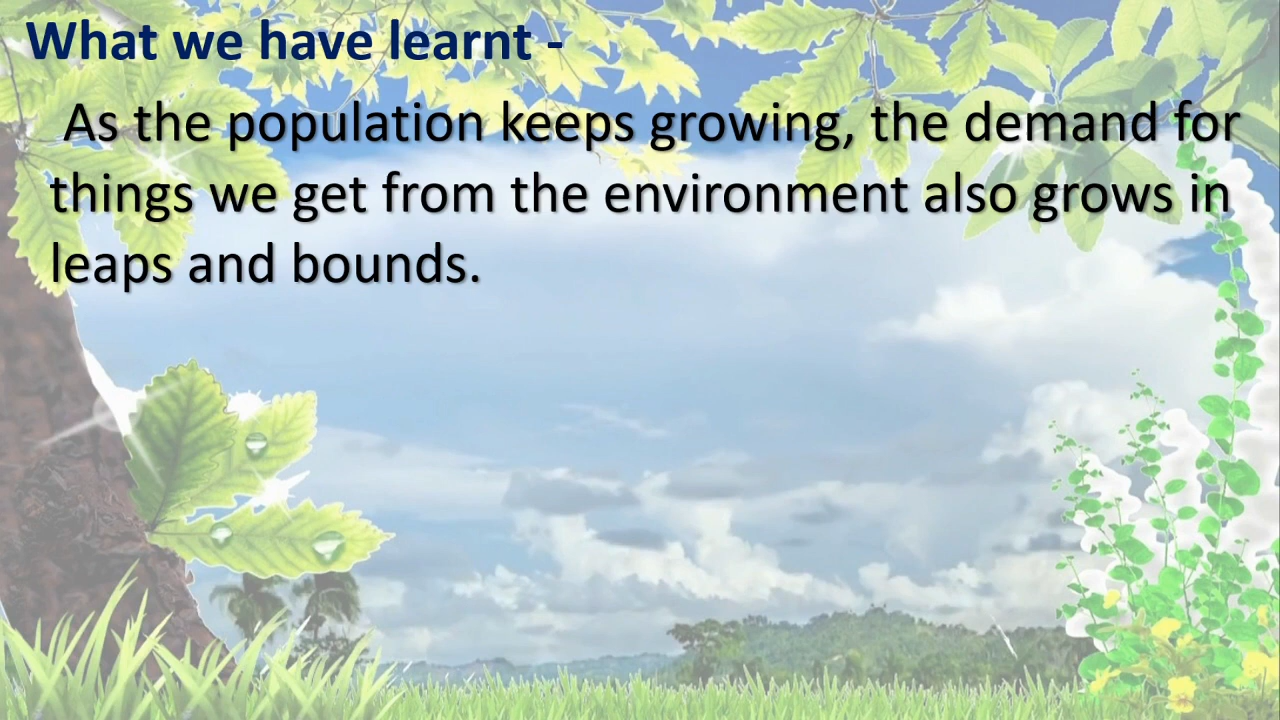 What we have learnt -
As the population keeps growing, the demand for
things we get from the environment also grows in
leaps and bounds.